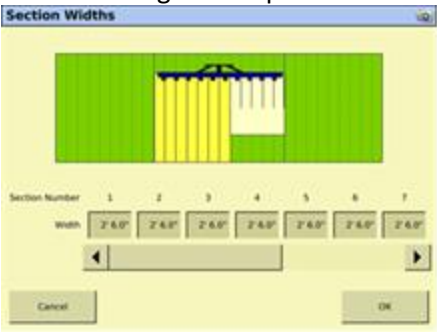 Section Widths
Section Number 1 2 3 4 5 6 7
Width 2' 6.0" 2' 6.0" 2' 6.0" 2' 6.0" 2' 6.0" 2' 6.0" 2' 6.0"
Cancel OK